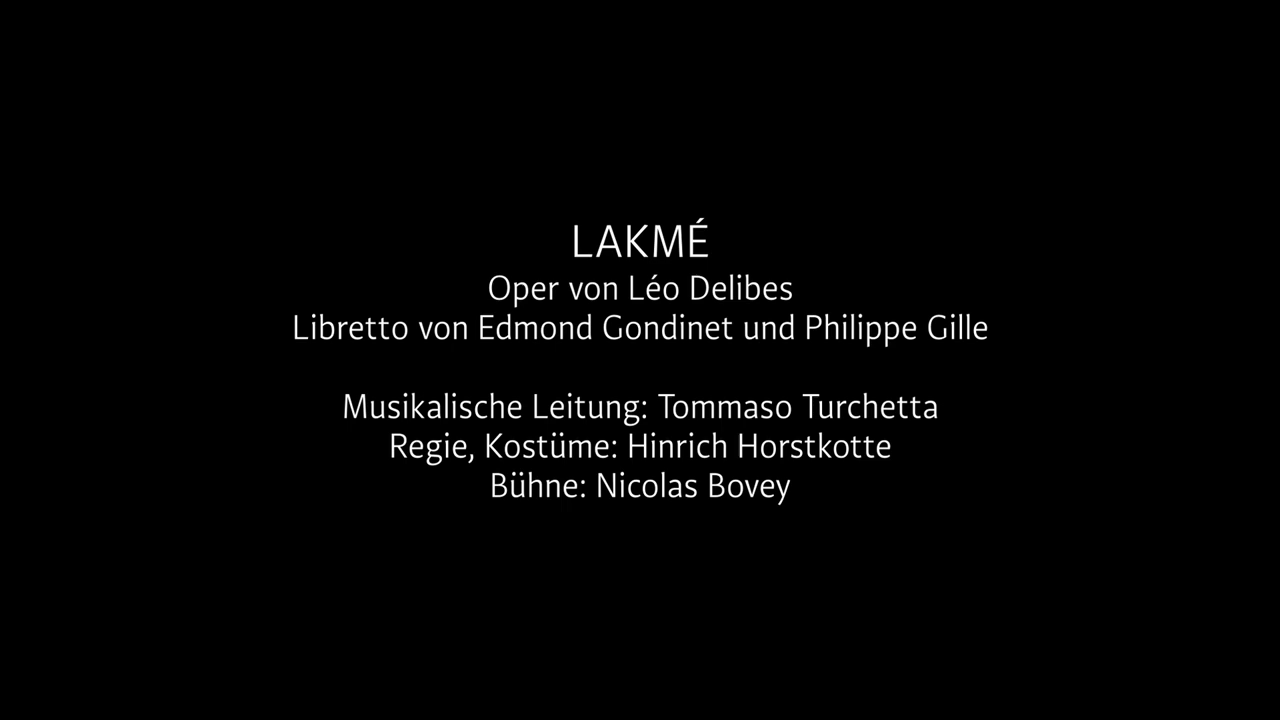 LAKMÉ
Oper von Léo Delibes
Libretto von Edmond Gondinet und Philippe Gille
Musikalische Leitung: Tommaso Turchetta
Regie, Kostüme: Hinrich Horstkotte
Bühne: Nicolas Bovey